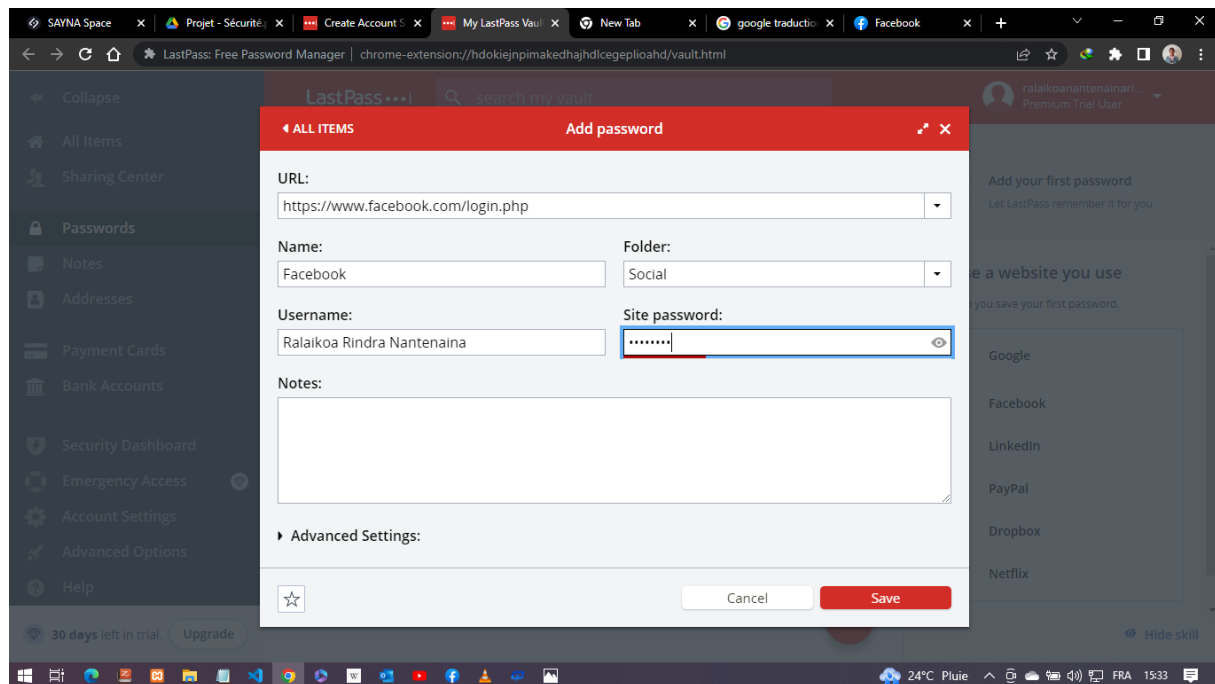 SAYNA Space
Projet - Sécurité
Create Account S
My LastPass Vaul
New Tab
google traductio
Facebook
LastPass: Free Password Manager | chrome-extension://hdokiejnpimakedhajhdlcegeplioahd/vault.html
Collapse
LastPass
search my vault
ralaikoanantenainari...
Premium Trial User
ALL ITEMS
Add password
All Items
Sharing Center
Passwords
Notes
Addresses
Payment Cards
Bank Accounts
Security Dashboard
Emergency Access
Account Settings
Advanced Options
Help
30 days left in trial.
Upgrade
URL:
https://www.facebook.com/login.php
Name:
Folder:
Facebook
Social
Username:
Site password:
Ralaikoa Rindra Nantenaina
••••••••
Notes:
Advanced Settings:
Cancel
Save
Add your first password
Let LastPass remember it for you
e a website you use
you save your first password.
Google
Facebook
LinkedIn
PayPal
Dropbox
Netflix
Hide skill
24°C Pluie
FRA
15:33